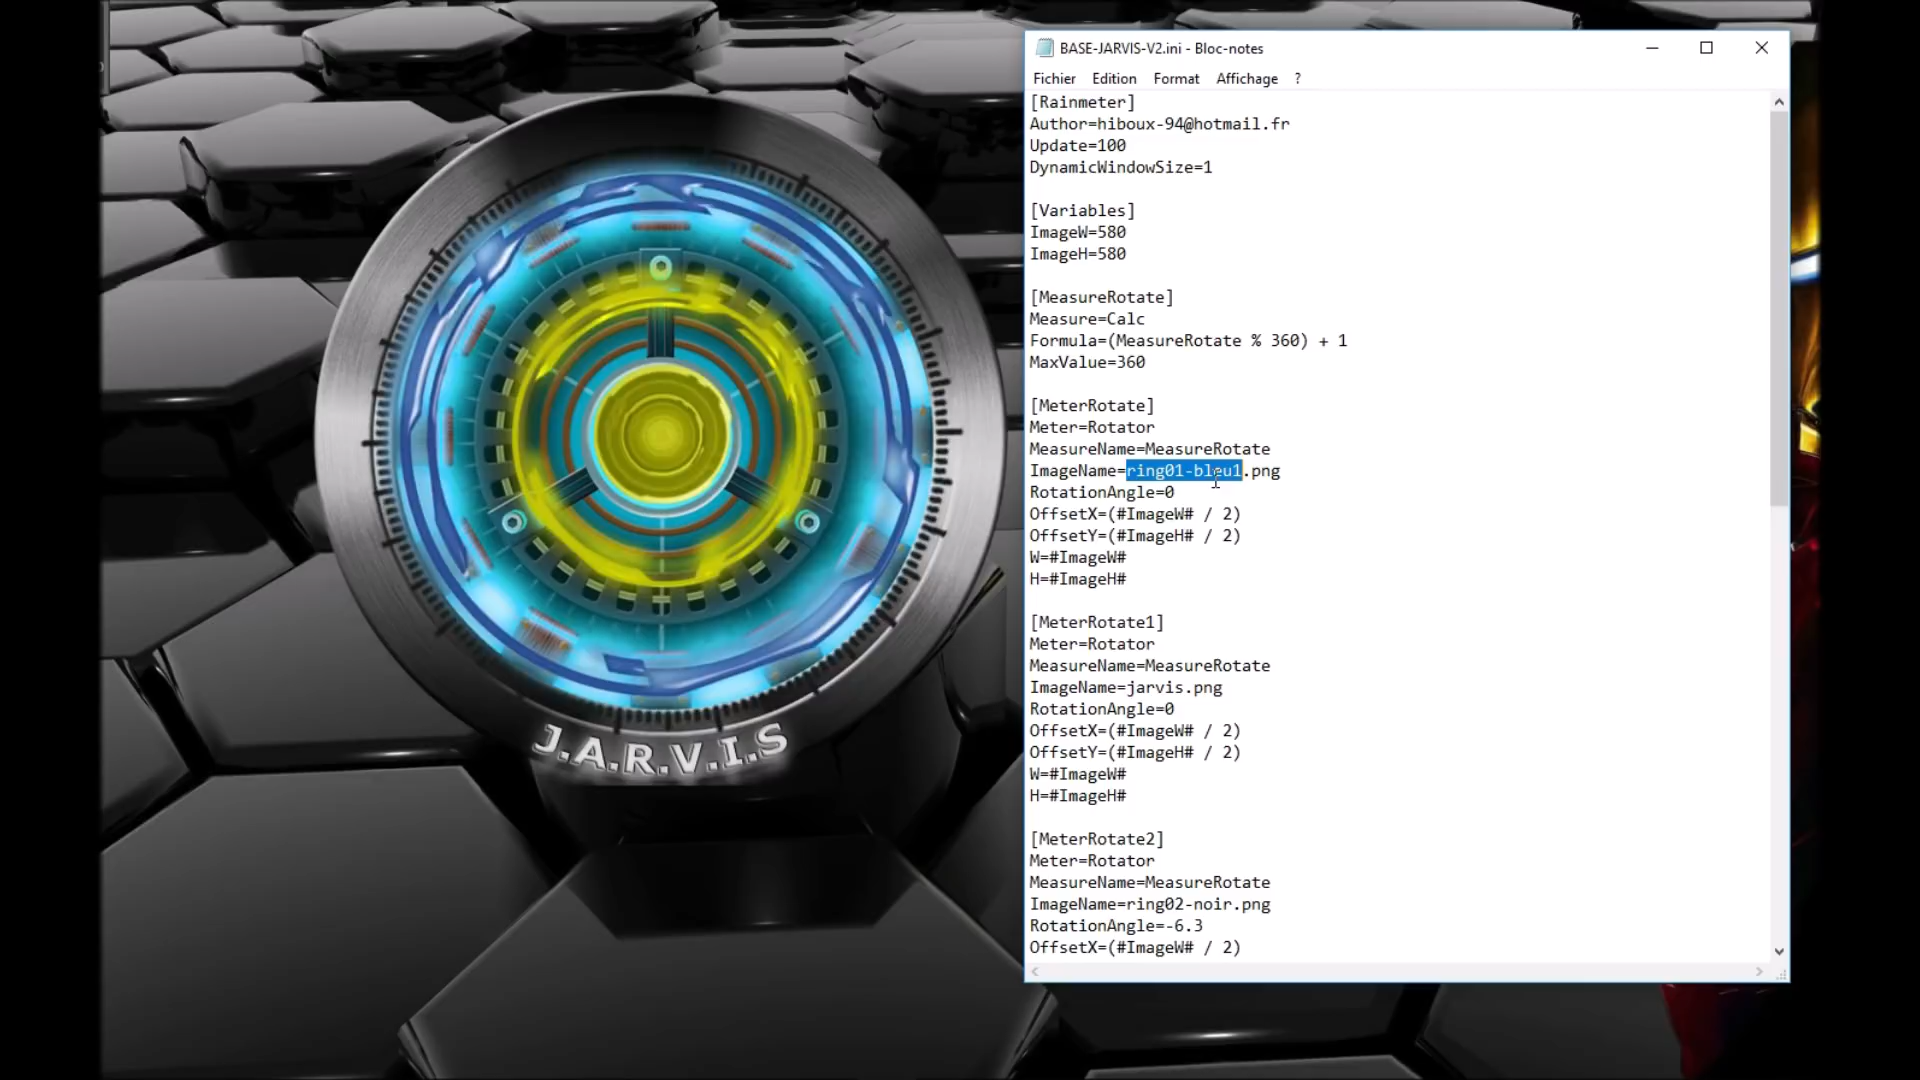 BASE-JARVIS-V2.ini - Bloc-notes
Fichier Edition Format Affichage ?
[Rainmeter]
Author=hiboux-94@hotmail.fr
Update=100
DynamicWindowSize=1
[Variables]
ImageW=580
ImageH=580
[MeasureRotate]
Measure=Calc
Formula=(MeasureRotate % 360) + 1
MaxValue=360
[MeterRotate]
Meter=Rotator
MeasureName=MeasureRotate
ImageName=ring01-bleu1.png
RotationAngle=0
OffsetX=(#ImageW# / 2)
OffsetY=(#ImageH# / 2)
W=#ImageW#
H=#ImageH#
[MeterRotate1]
Meter=Rotator
MeasureName=MeasureRotate
ImageName=jarvis.png
RotationAngle=0
OffsetX=(#ImageW# / 2)
OffsetY=(#ImageH# / 2)
W=#ImageW#
H=#ImageH#
[MeterRotate2]
Meter=Rotator
MeasureName=MeasureRotate
ImageName=ring02-noir.png
RotationAngle=-6.3
OffsetX=(#ImageW# / 2)
J.A.R.V.I.S